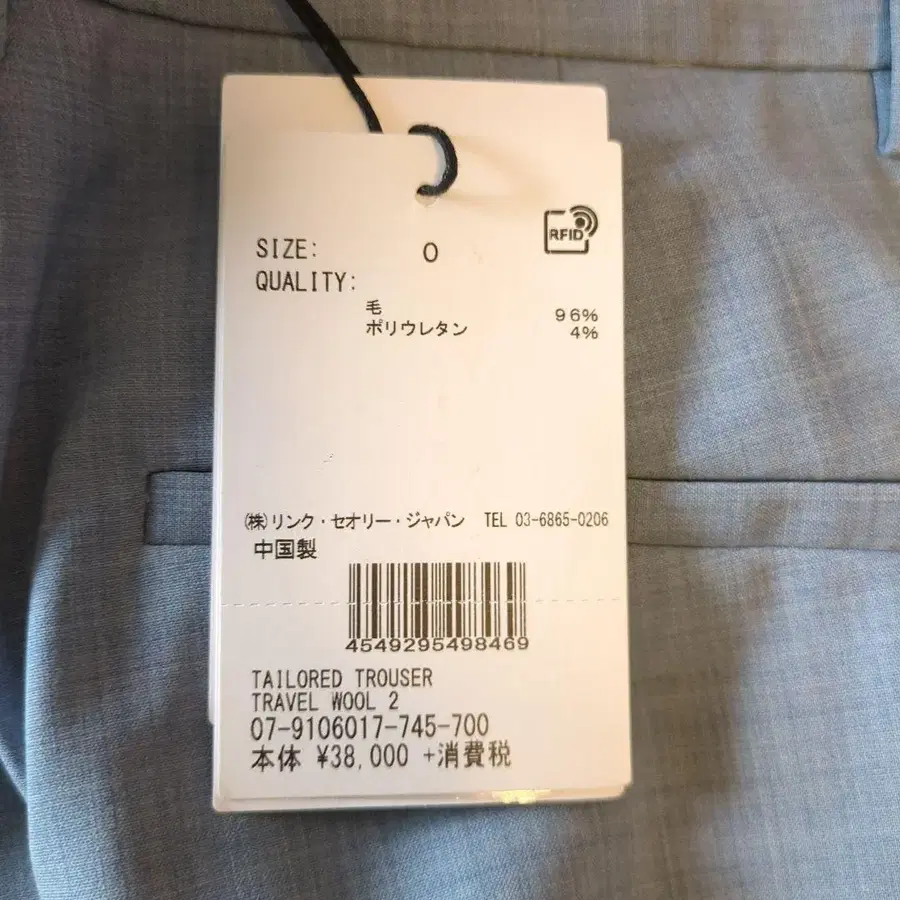 RFID
SIZE: 0
QUALITY:
毛 96%
ポリウレタン 4%
㈱リンク・セオリー・ジャパン TEL 03-6865-0206
中国製
4549295498469
TAILORED TROUSER
TRAVEL WOOL 2
07-9106017-745-700
本体 ¥38,000 +消費税